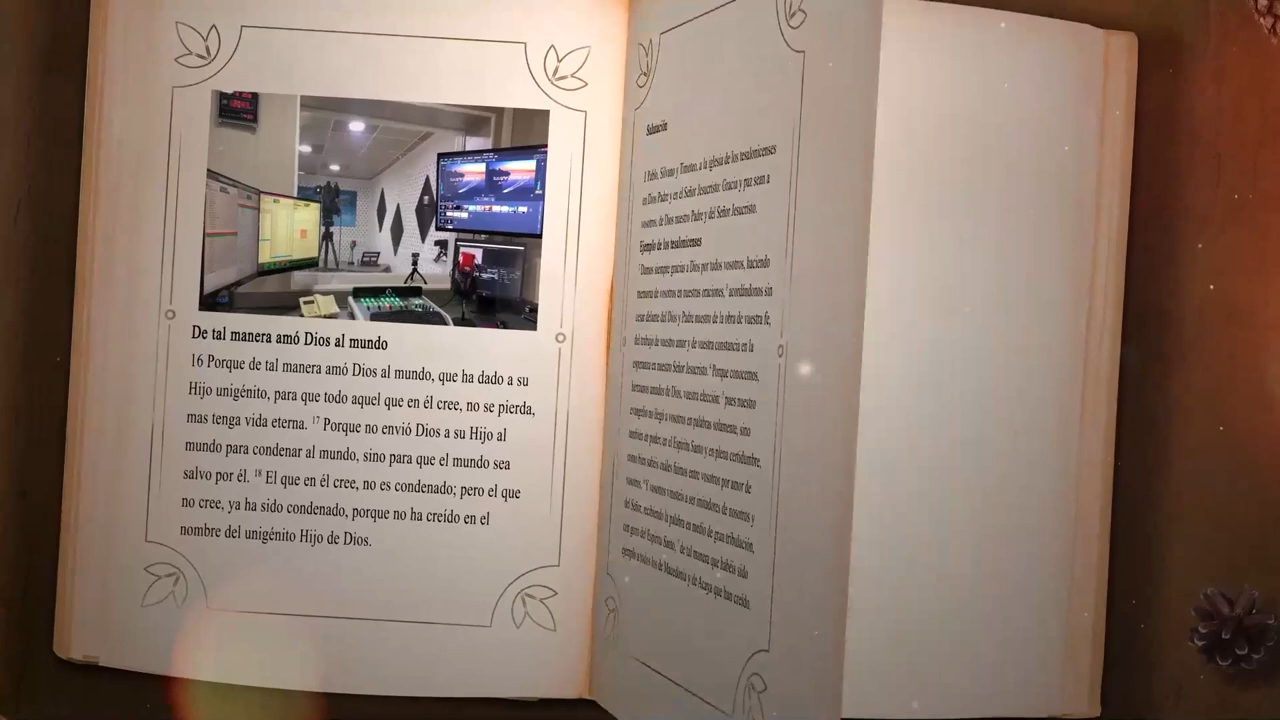 De tal manera amó Dios al mundo
16 Porque de tal manera amó Dios al mundo, que ha dado a su
Hijo unigénito, para que todo aquel que en él cree, no se pierda,
mas tenga vida eterna. ¹⁷ Porque no envió Dios a su Hijo al
mundo para condenar al mundo, sino para que el mundo sea
salvo por él. ¹⁸ El que en él cree, no es condenado; pero el que
no cree, ya ha sido condenado, porque no ha creído en el
nombre del unigénito Hijo de Dios.
Salutación
1 Pablo, Silvano y Timoteo, a la iglesia de los tesalonicenses
en Dios Padre y en el Señor Jesucristo: Gracia y paz sean a
vosotros, de Dios nuestro Padre y del Señor Jesucristo.
Ejemplo de los tesalonicenses
² Damos siempre gracias a Dios por todos vosotros, haciendo
memoria de vosotros en nuestras oraciones, ³ acordándonos sin
cesar delante del Dios y Padre nuestro de la obra de vuestra fe,
del trabajo de vuestro amor y de vuestra constancia en la
esperanza en nuestro Señor Jesucristo. ⁴ Porque conocemos,
hermanos amados de Dios, vuestra elección; ⁵ pues nuestro
evangelio no llegó a vosotros en palabras solamente, sino
también en poder, en el Espíritu Santo y en plena certidumbre,
como bien sabéis cuáles fuimos entre vosotros por amor de
vosotros. ⁶ Y vosotros vinisteis a ser imitadores de nosotros y
del Señor, recibiendo la palabra en medio de gran tribulación,
con gozo del Espíritu Santo, ⁷ de tal manera que habéis sido
ejemplo a todos los de Macedonia y de Acaya que han creído.